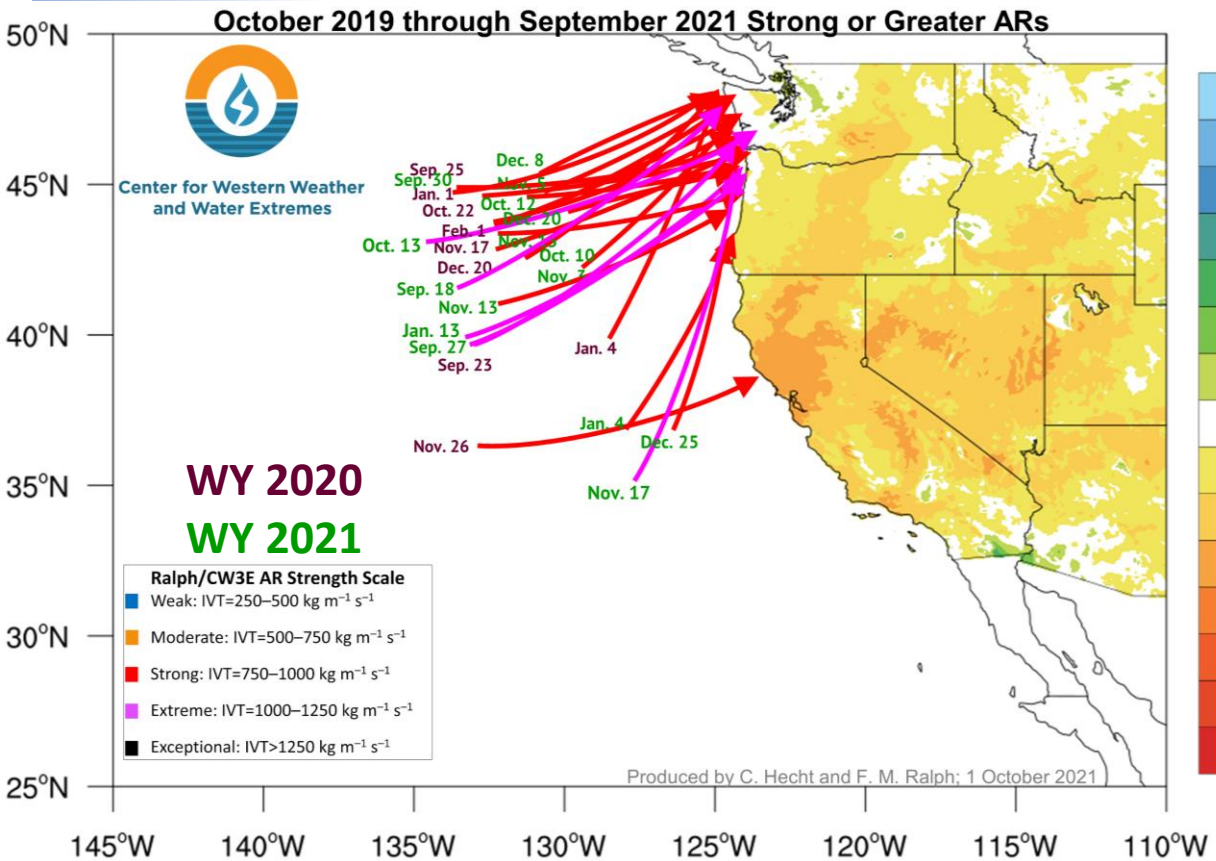 October 2019 through September 2021 Strong or Greater ARs
50°N
45°N
40°N
35°N
30°N
25°N
Center for Western Weather
and Water Extremes
Dec. 8
Sep. 25
Sep. 30
Nov. 5
Jan. 1
Oct. 12
Oct. 22
Dec. 20
Feb. 1
Oct. 13
Nov. 17
Oct. 10
Dec. 20
Nov. 3
Sep. 18
Nov. 13
Jan. 13
Sep. 27
Jan. 4
Sep. 23
Jan. 4
Nov. 26
Dec. 25
Nov. 17
WY 2020
WY 2021
Ralph/CW3E AR Strength Scale
Weak: IVT=250–500 kg m⁻¹ s⁻¹
Moderate: IVT=500–750 kg m⁻¹ s⁻¹
Strong: IVT=750–1000 kg m⁻¹ s⁻¹
Extreme: IVT=1000–1250 kg m⁻¹ s⁻¹
Exceptional: IVT>1250 kg m⁻¹ s⁻¹
Produced by C. Hecht and F. M. Ralph; 1 October 2021
145°W 140°W 135°W 130°W 125°W 120°W 115°W 110°W